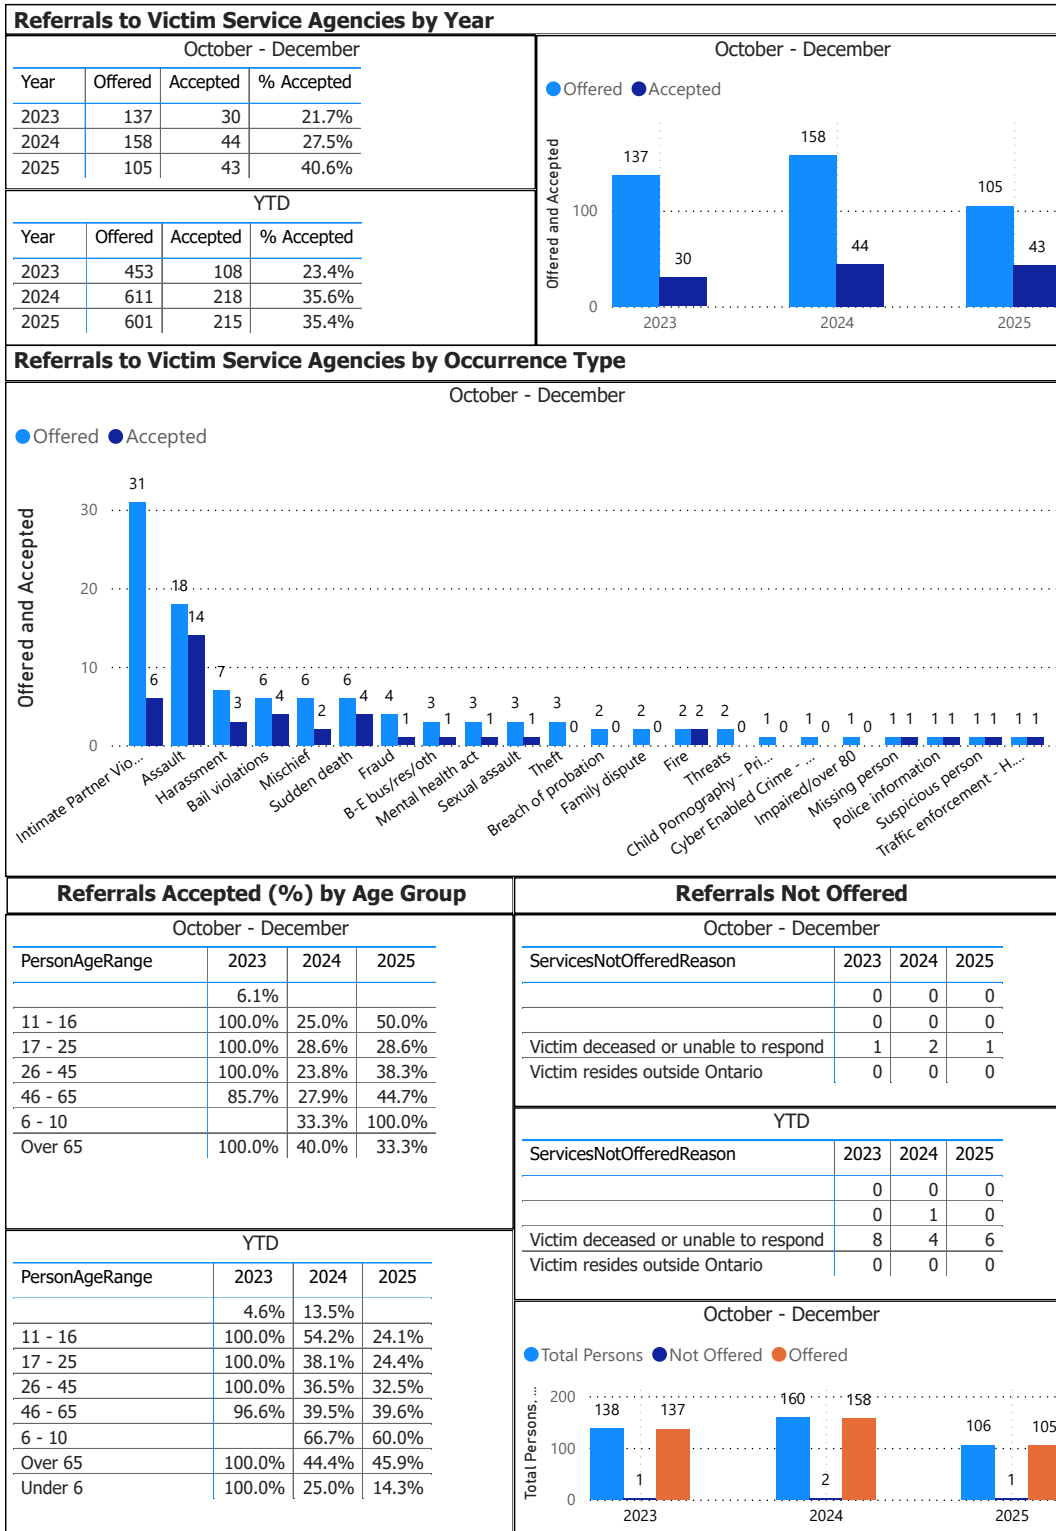 Referrals to Victim Service Agencies by Year
October - December
Year Offered Accepted % Accepted
2023 137 30 21.7%
2024 158 44 27.5%
2025 105 43 40.6%
YTD
Year Offered Accepted % Accepted
2023 453 108 23.4%
2024 611 218 35.6%
2025 601 215 35.4%
October - December
Offered Accepted
Offered and Accepted
100
0
137
30
158
44
105
43
2023 2024 2025
Referrals to Victim Service Agencies by Occurrence Type
October - December
Offered Accepted
Offered and Accepted
30
20
10
0
31 6 18 14 7 3 6 4 6 2 6 4 4 1 3 1 3 1 3 1 3 0 2 0 2 0 2 2 2 0 1 0 1 0 1 0 1 1 1 1 1 1 1 1
Intimate Partner Vio...
Assault
Harassment
Bail violations
Mischief
Sudden death
Fraud
B-E bus/res/oth
Mental health act
Sexual assault
Theft
Breach of probation
Family dispute
Fire
Threats
Child Pornography - Pri...
Cyber Enabled Crime - ...
Impaired/over 80
Missing person
Police information
Suspicious person
Traffic enforcement - H...
Referrals Accepted (%) by Age Group
October - December
PersonAgeRange 2023 2024 2025
6.1%
11 - 16 100.0% 25.0% 50.0%
17 - 25 100.0% 28.6% 28.6%
26 - 45 100.0% 23.8% 38.3%
46 - 65 85.7% 27.9% 44.7%
6 - 10 33.3% 100.0%
Over 65 100.0% 40.0% 33.3%
YTD
PersonAgeRange 2023 2024 2025
4.6% 13.5%
11 - 16 100.0% 54.2% 24.1%
17 - 25 100.0% 38.1% 24.4%
26 - 45 100.0% 36.5% 32.5%
46 - 65 96.6% 39.5% 39.6%
6 - 10 66.7% 60.0%
Over 65 100.0% 44.4% 45.9%
Under 6 100.0% 25.0% 14.3%
Referrals Not Offered
October - December
ServicesNotOfferedReason 2023 2024 2025
0 0 0
0 0 0
Victim deceased or unable to respond 1 2 1
Victim resides outside Ontario 0 0 0
YTD
ServicesNotOfferedReason 2023 2024 2025
0 0 0
0 1 0
Victim deceased or unable to respond 8 4 6
Victim resides outside Ontario 0 0 0
October - December
Total Persons Not Offered Offered
Total Persons, ...
200
100
0
138 1 137
160 2 158
106 1 105
2023 2024 2025